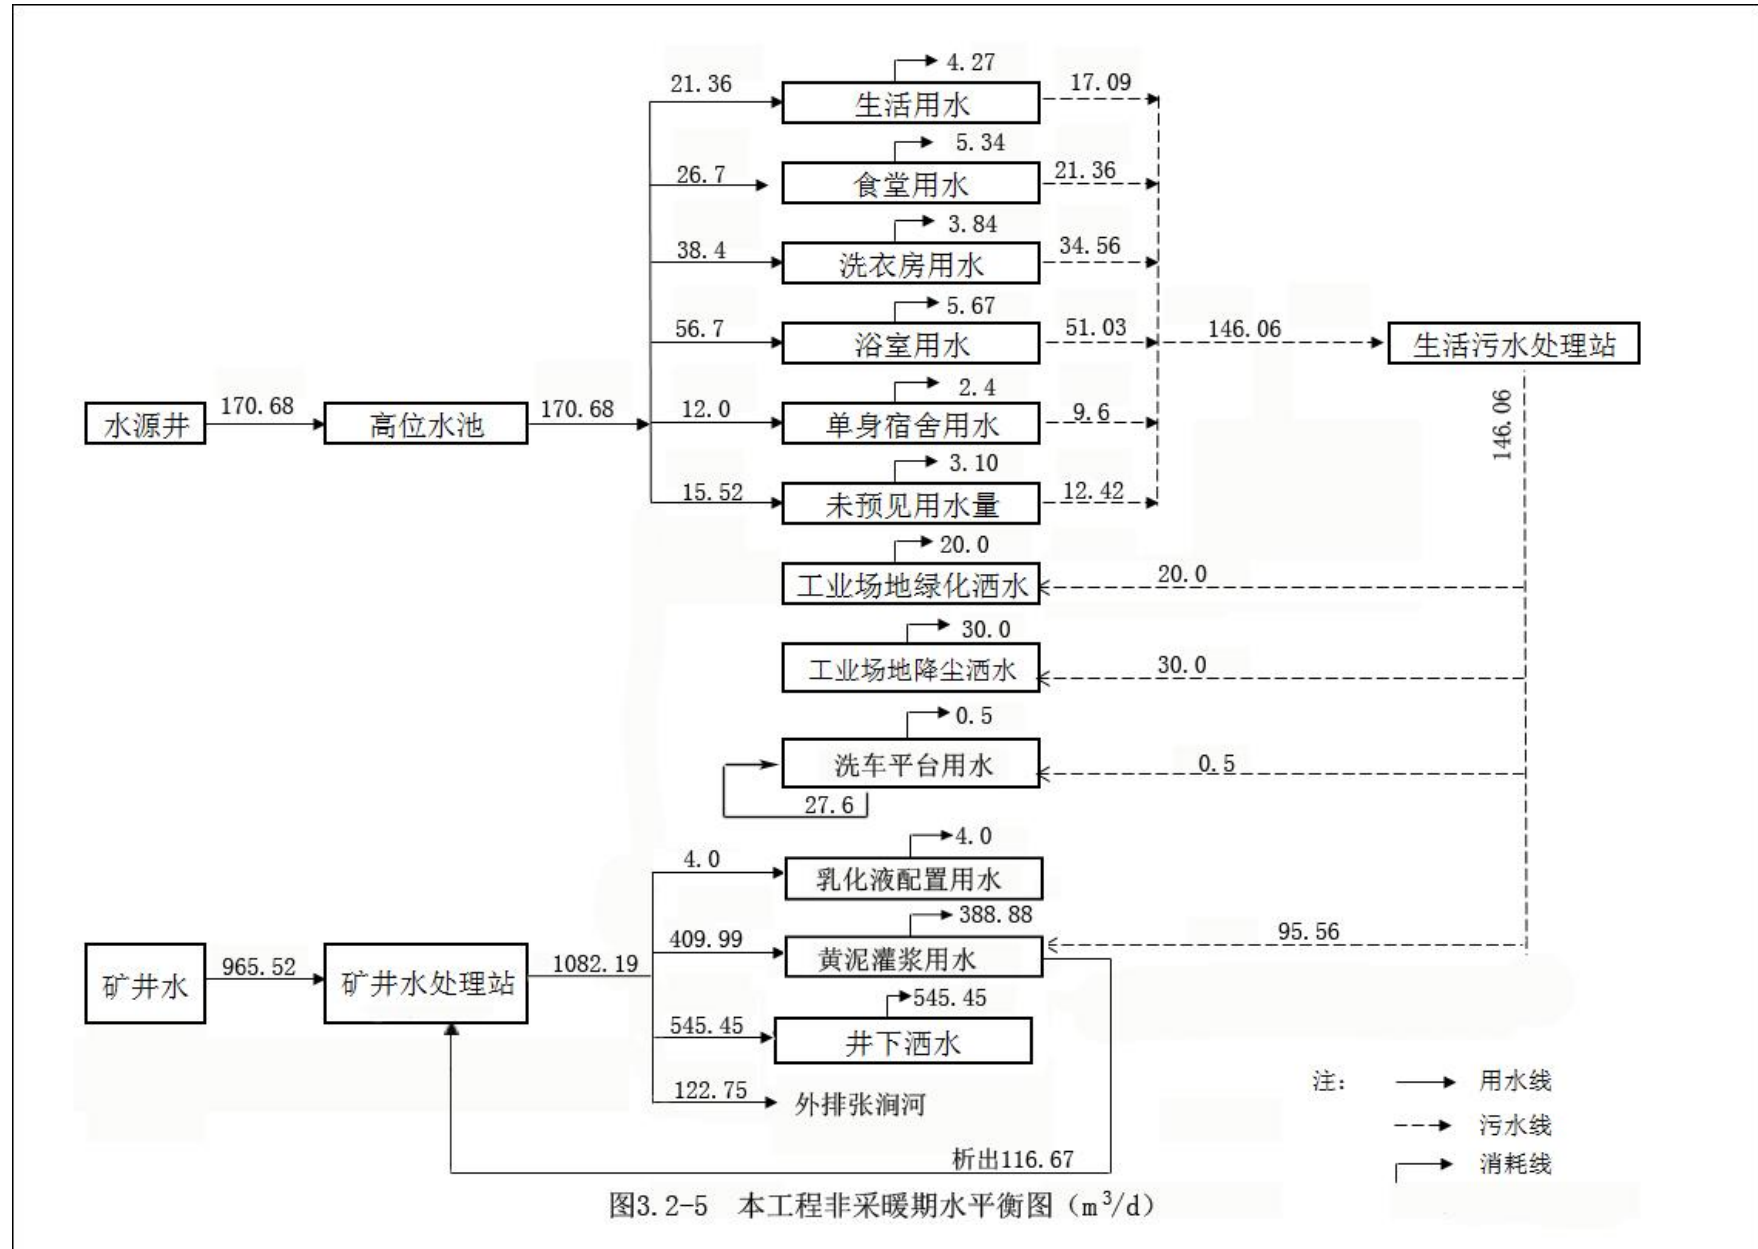 4.27
21.36
生活用水
17.09
5.34
26.7
食堂用水
21.36
3.84
38.4
洗衣房用水
34.56
5.67
56.7
浴室用水
51.03
146.06
生活污水处理站
2.4
水源井
170.68
高位水池
170.68
12.0
单身宿舍用水
9.6
146.06
3.10
15.52
未预见用水量
12.42
20.0
工业场地绿化洒水
20.0
30.0
工业场地降尘洒水
30.0
0.5
洗车平台用水
0.5
27.6
4.0
4.0
乳化液配置用水
388.88
409.99
黄泥灌浆用水
95.56
矿井水
965.52
矿井水处理站
1082.19
545.45
545.45
井下洒水
122.75
外排张涧河
析出116.67
注：
用水线
污水线
消耗线
图3.2-5 本工程非采暖期水平衡图（m³/d）